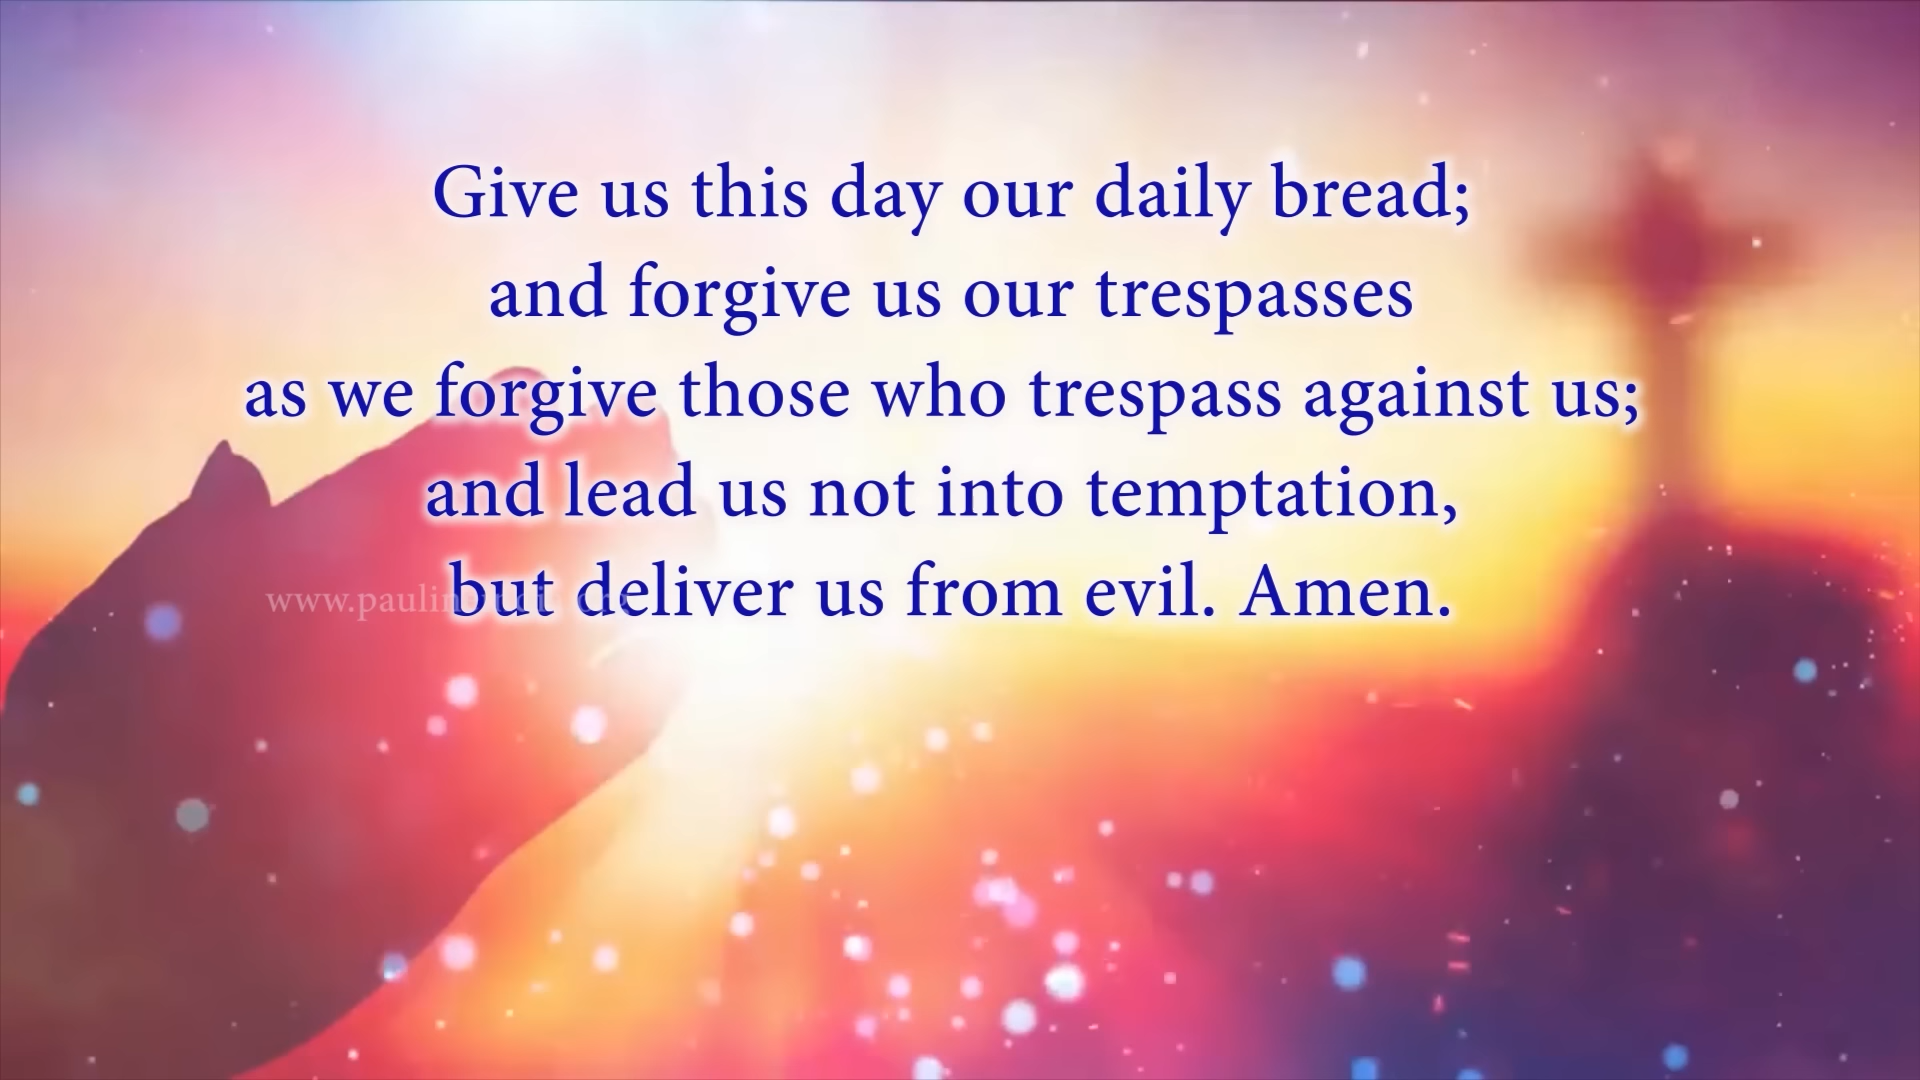 Give us this day our daily bread;
and forgive us our trespasses
as we forgive those who trespass against us;
and lead us not into temptation,
but deliver us from evil. Amen.